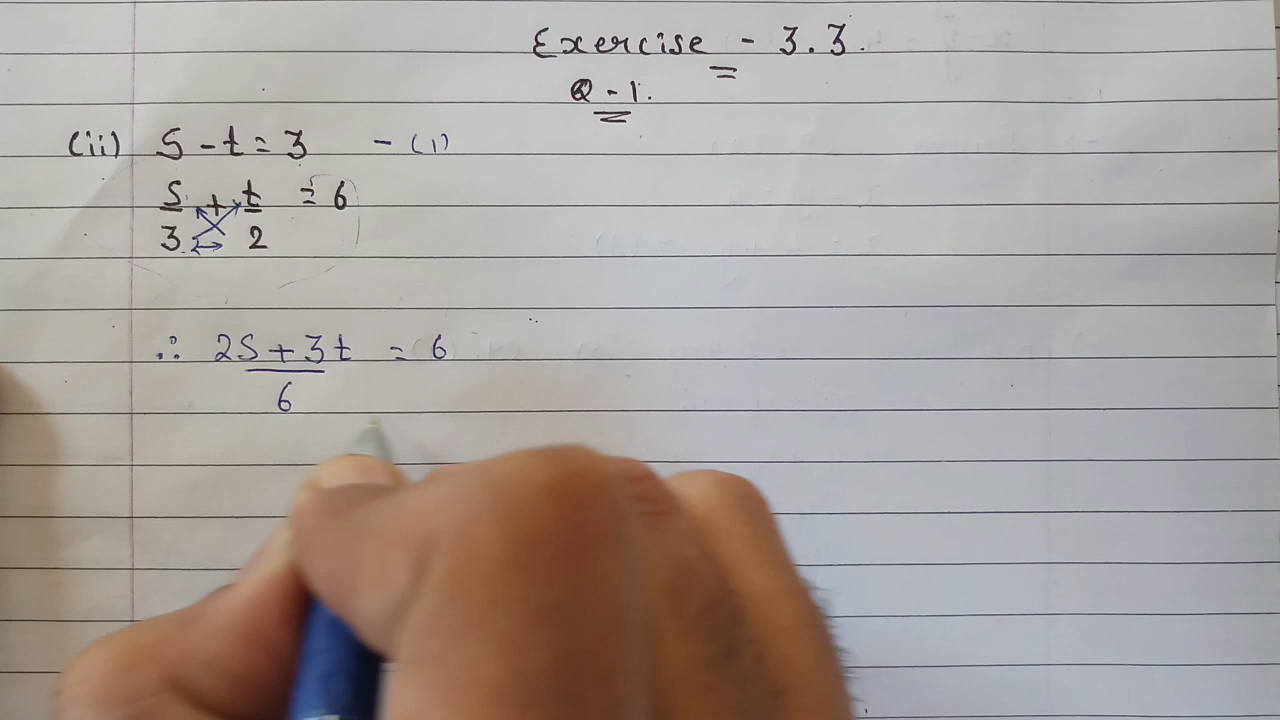 Exercise - 3.3.
Q - 1.
(ii) S - t = 3 - (1)
S/3 + t/2 = 6
∴ 2S + 3t / 6 = 6